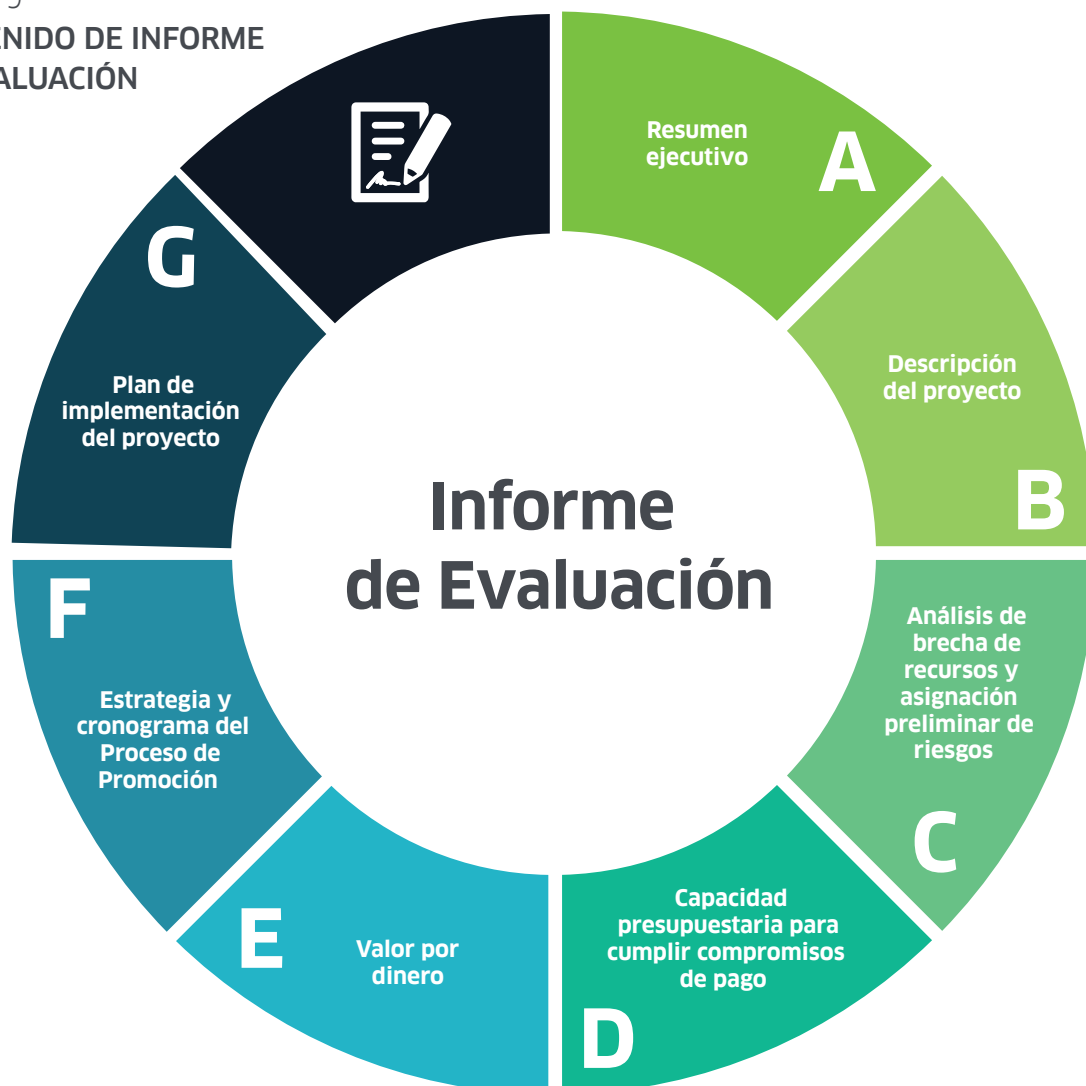 ENIDO DE INFORME
ALUACIÓN
Resumen
ejecutivo
A
Descripción
del proyecto
B
Análisis de
brecha de
recursos y
asignación
preliminar de
riesgos
C
Capacidad
presupuestaria para
cumplir compromisos
de pago
D
Valor por
dinero
E
Estrategia y
cronograma del
Proceso de
Promoción
F
Plan de
implementación
del proyecto
G
Informe
de Evaluación